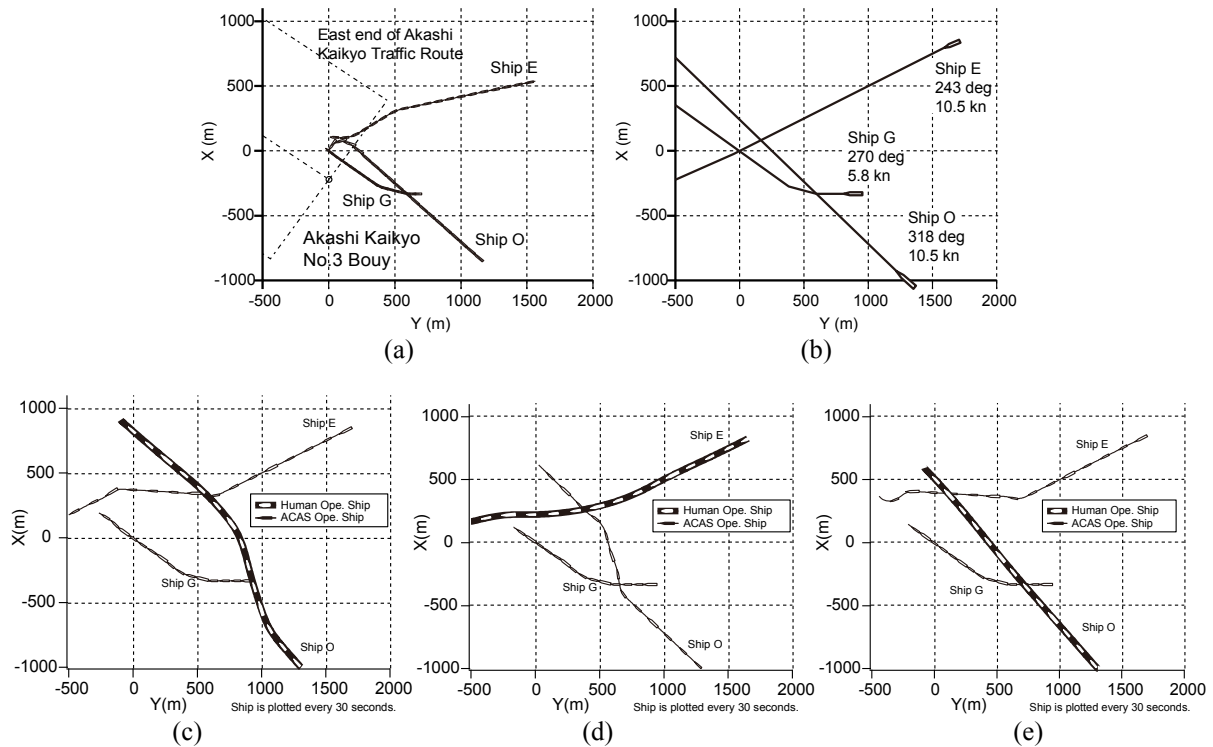 1000
500
0
-500
-1000
X (m)
East end of Akashi
Kaikyo Traffic Route
Ship E
Ship G
Ship O
Akashi Kaikyo
No.3 Bouy
-500 0 500 1000 1500 2000
Y (m)
(a)
1000
500
0
-500
-1000
X (m)
Ship E
243 deg
10.5 kn
Ship G
270 deg
5.8 kn
Ship O
318 deg
10.5 kn
-500 0 500 1000 1500 2000
Y (m)
(b)
1000
500
0
-500
-1000
X(m)
Ship E
Human Ope. Ship
ACAS Ope. Ship
Ship G
Ship O
-500 0 500 1000 1500 2000
Y(m)
Ship is plotted every 30 seconds.
(c)
1000
500
0
-500
-1000
X(m)
Ship E
Human Ope. Ship
ACAS Ope. Ship
Ship G
Ship O
-500 0 500 1000 1500 2000
Y(m)
Ship is plotted every 30 seconds.
(d)
1000
500
0
-500
-1000
X(m)
Ship E
Human Ope. Ship
ACAS Ope. Ship
Ship G
Ship O
-500 0 500 1000 1500 2000
Y(m)
Ship is plotted every 30 seconds.
(e)